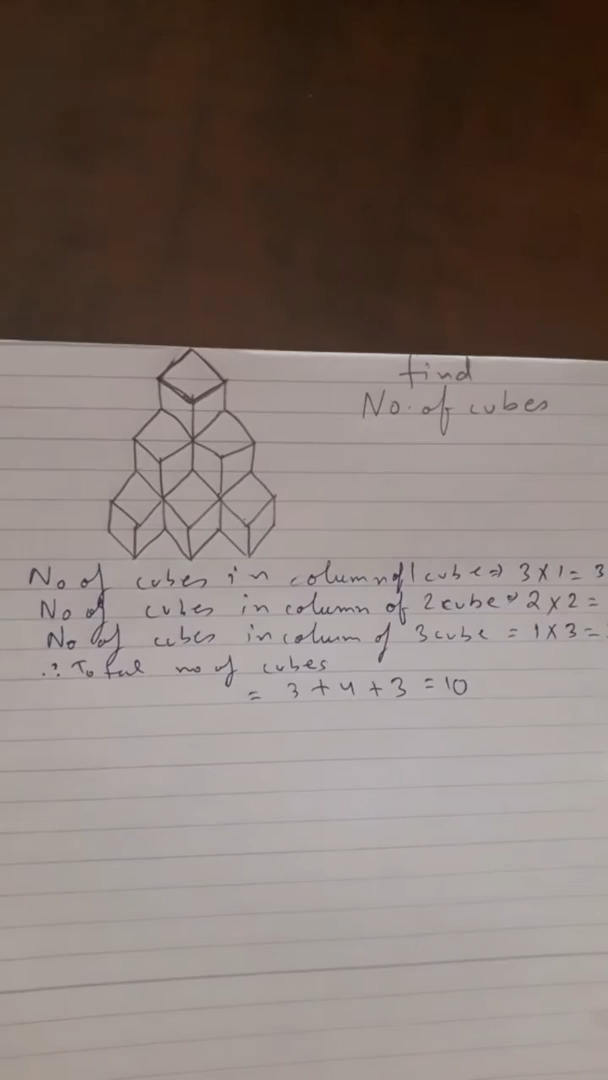 find
No. of cubes
No of cubes in column of 1 cube ⇒ 3 × 1 = 3
No of cubes in column of 2 cube ⇒ 2 × 2 =
No of cubes in column of 3 cube = 1 × 3 =
∴ Total no of cubes
= 3 + 4 + 3 = 10